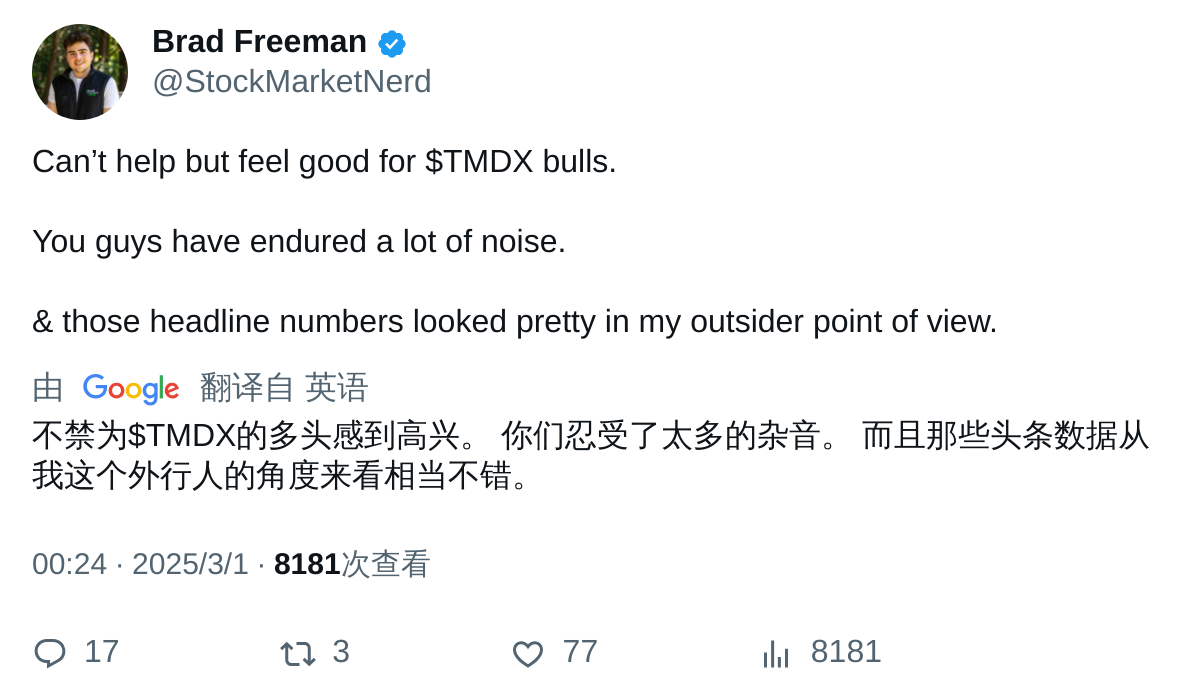 Brad Freeman
@StockMarketNerd
Can’t help but feel good for $TMDX bulls.
You guys have endured a lot of noise.
& those headline numbers looked pretty in my outsider point of view.
由 Google 翻译自 英语
不禁为$TMDX的多头感到高兴。 你们忍受了太多的杂音。 而且那些头条数据从
我这个外行人的角度来看相当不错。
00:24 · 2025/3/1 · 8181次查看
17 3 77 8181